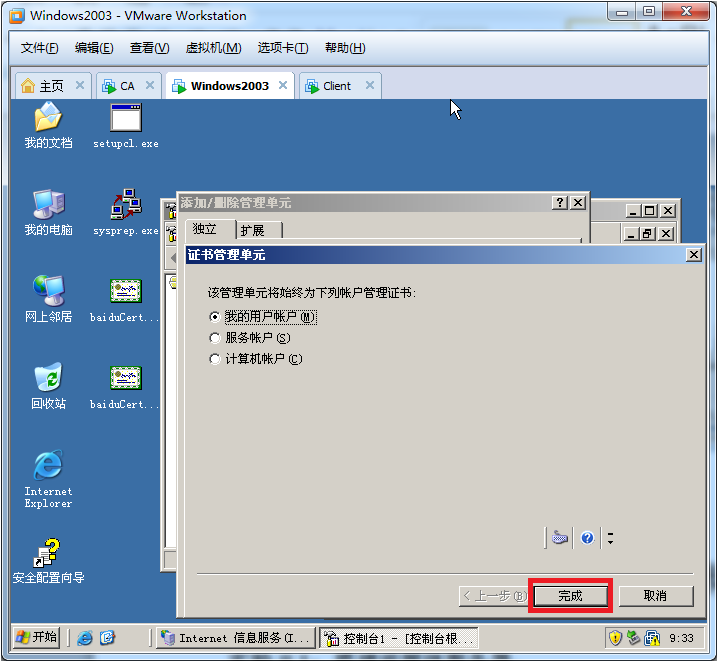 Windows2003 - VMware Workstation
文件(F) 编辑(E) 查看(V) 虚拟机(M) 选项卡(T) 帮助(H)
主页 CA Windows2003 Client
我的文档
setupcl.exe
我的电脑
sysprep.exe
网上邻居
baiduCert...
回收站
baiduCert...
Internet
Explorer
安全配置向导
添加/删除管理单元
独立 扩展
证书管理单元
该管理单元将始终为下列帐户管理证书:
我的用户帐户(M)
服务帐户(S)
计算机帐户(C)
< 上一步(B) 完成 取消
开始 Internet 信息服务(I... 控制台1 - [控制台根... 9:33